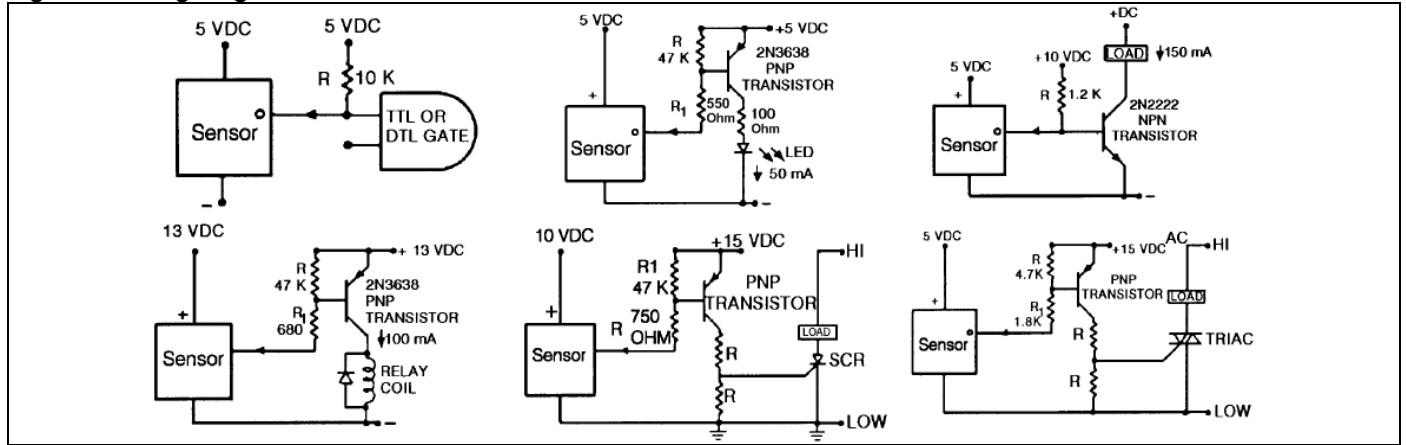 5 VDC
5 VDC
R
10 K
Sensor
TTL OR
DTL GATE
−
5 VDC
+5 VDC
R
47 K
2N3638
PNP
TRANSISTOR
+
R1
550
Ohm
100
Ohm
Sensor
LED
50 mA
−
+DC
LOAD
150 mA
5 VDC
+10 VDC
R
1.2 K
+
2N2222
NPN
TRANSISTOR
Sensor
−
13 VDC
+ 13 VDC
R
47 K
2N3638
PNP
TRANSISTOR
+
R1
680
100 mA
Sensor
RELAY
COIL
−
10 VDC
+15 VDC
HI
R1
47 K
PNP
TRANSISTOR
+
R
750
OHM
LOAD
Sensor
R
SCR
R
LOW
5 VDC
+15 VDC
AC
HI
R
4.7K
PNP
TRANSISTOR
LOAD
+
R1
1.8K
Sensor
R
TRIAC
R
LOW